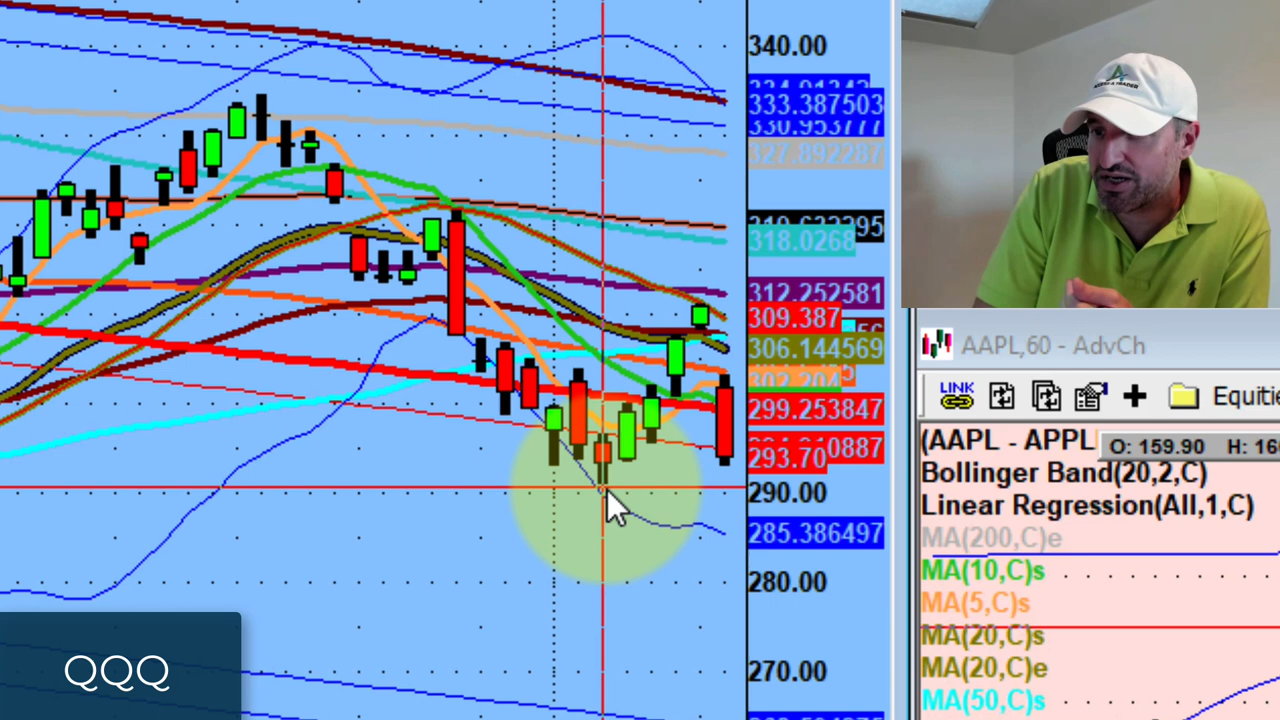 340.00
333.387503
330.953777
327.892287
318.0268
312.252581
309.387
306.144569
302.204
299.253847
293.70
290.00
285.386497
280.00
270.00
QQQ
AAPL,60 - AdvCh
LINK
(AAPL - APPL
O: 159.90 H: 16
Bollinger Band(20,2,C)
Linear Regression(All,1,C)
MA(200,C)e
MA(10,C)s
MA(5,C)s
MA(20,C)s
MA(20,C)e
MA(50,C)s